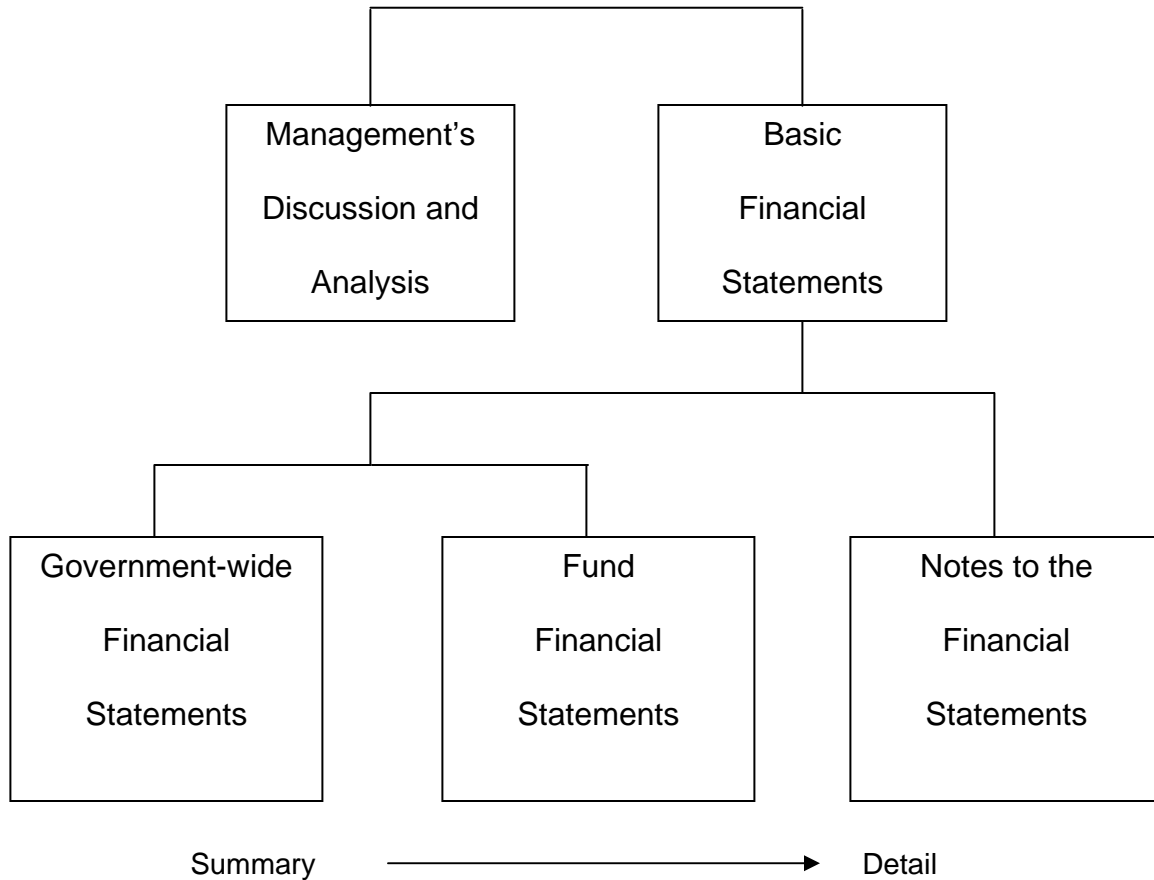 Management’s
Discussion and
Analysis
Basic
Financial
Statements
Government-wide
Financial
Statements
Fund
Financial
Statements
Notes to the
Financial
Statements
Summary
Detail